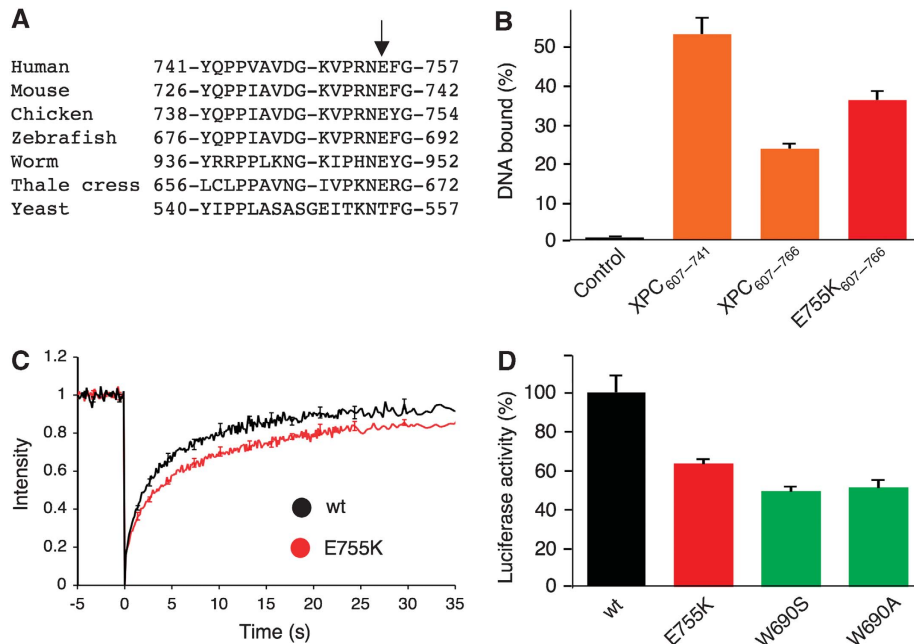 A
Human 741-YQPPVAVDG-KVPRNEFG-757
Mouse 726-YQPPIAVDG-KVPRNEFG-742
Chicken 738-YQPPIAVDG-KVPRNEYG-754
Zebrafish 676-YQPPIAVDG-KVPRNEFG-692
Worm 936-YRRPPLKNG-KIPHNEYG-952
Thale cress 656-LCLPPAVNG-IVPKNERG-672
Yeast 540-YIPPLASASGEITKNTFG-557
B
DNA bound (%)
50
40
30
20
10
0
Control
XPC607–741
XPC607–766
E755K607–766
C
Intensity
1.2
1
0.8
0.6
0.4
0.2
0
-5 0 5 10 15 20 25 30 35
Time (s)
wt
E755K
D
Luciferase activity (%)
100
80
60
40
20
0
wt
E755K
W690S
W690A